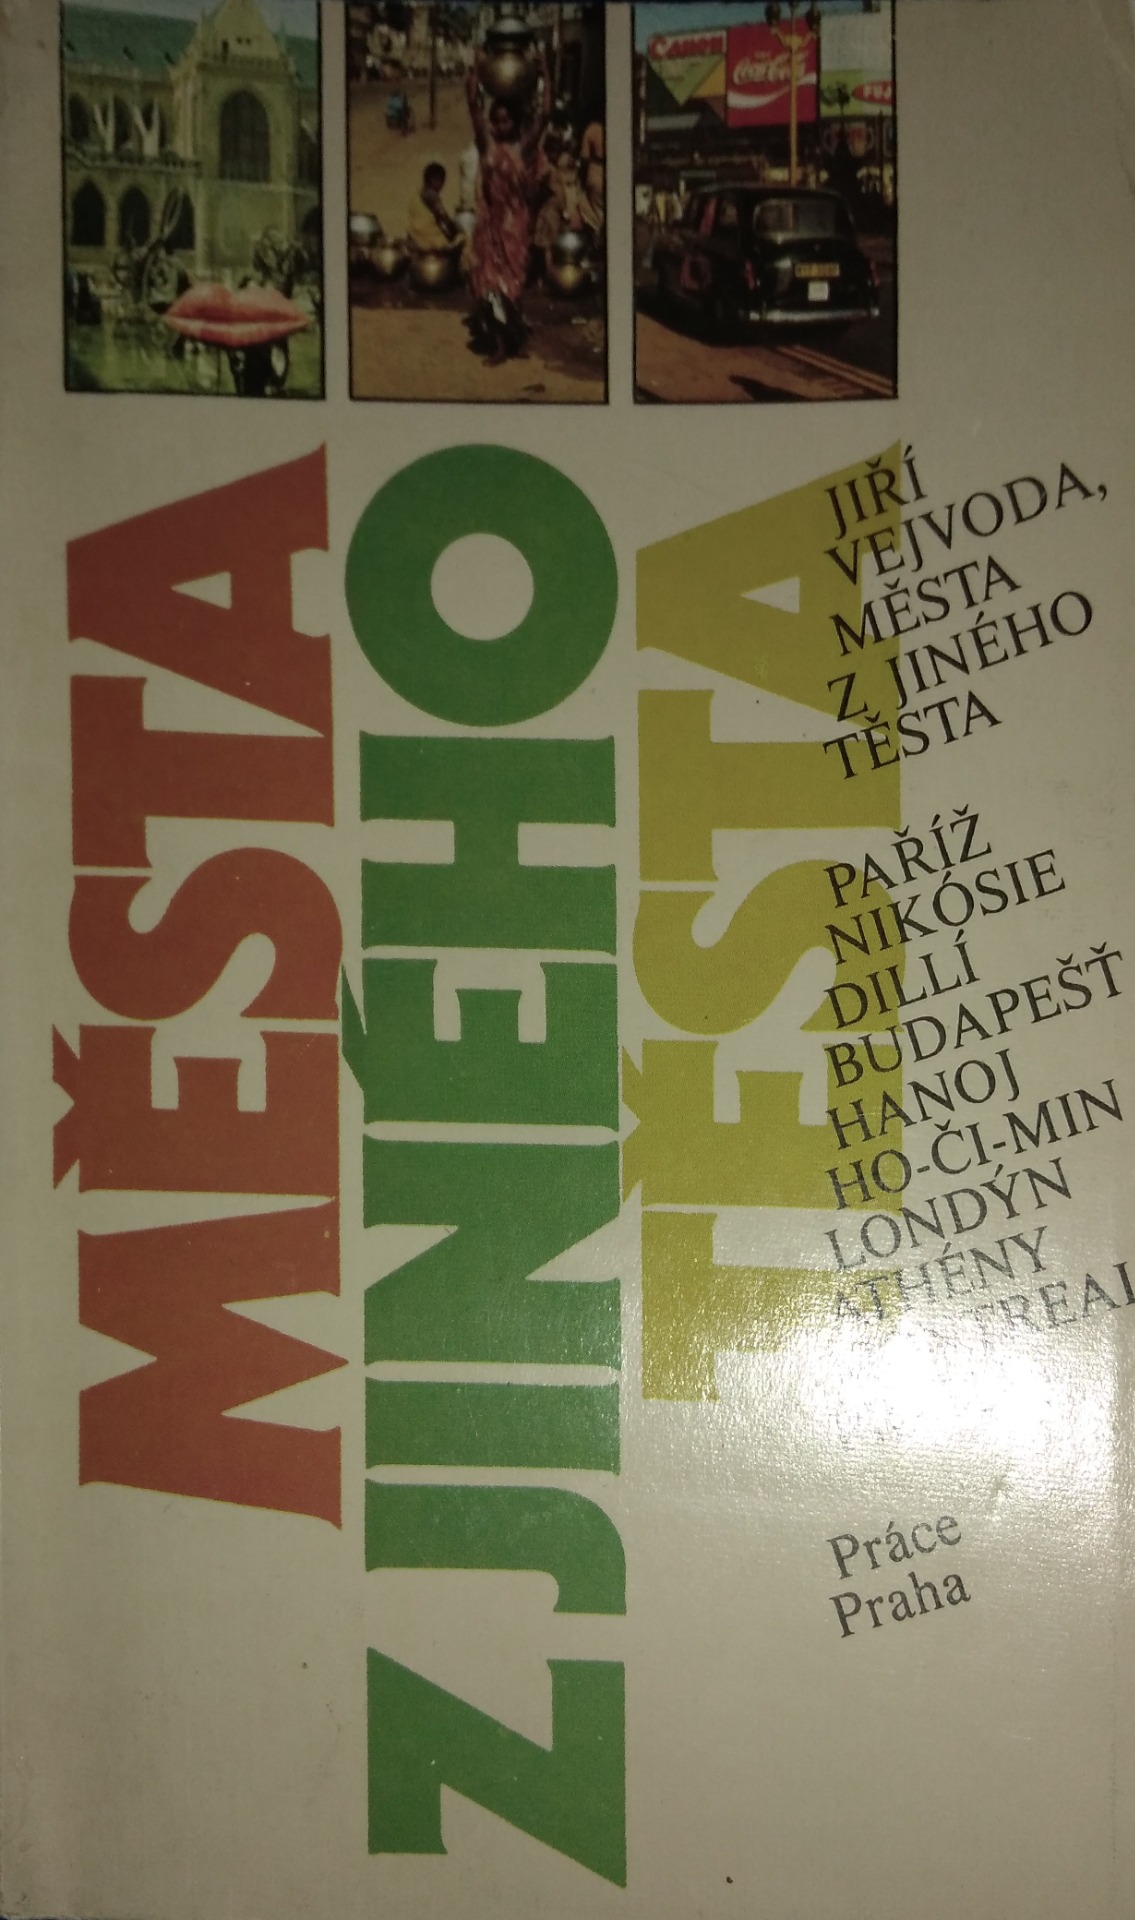 Canon
Coca-Cola
MĚSTA
Z JINÉHO
TĚSTA
JIŘÍ
VEJVODA,
MĚSTA
Z JINÉHO
TĚSTA
PAŘÍŽ
NIKÓSIE
DILLÍ
BUDAPEŠŤ
HANOJ
HO-ČI-MIN
LONDÝN
ATHÉNY
Práce
Praha